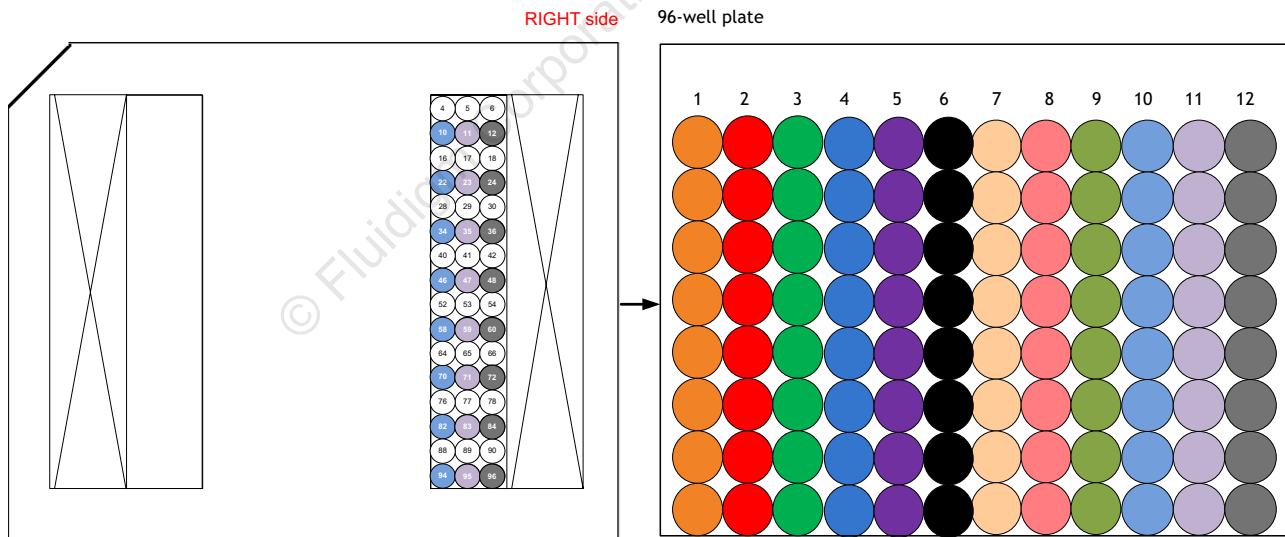 RIGHT side
96-well plate
© Fluidigm Corporation
1 2 3 4 5 6 7 8 9 10 11 12
4 5 6
10 11 12
16 17 18
22 23 24
28 29 30
34 35 36
40 41 42
46 47 48
52 53 54
58 59 60
64 65 66
70 71 72
76 77 78
82 83 84
88 89 90
94 95 96